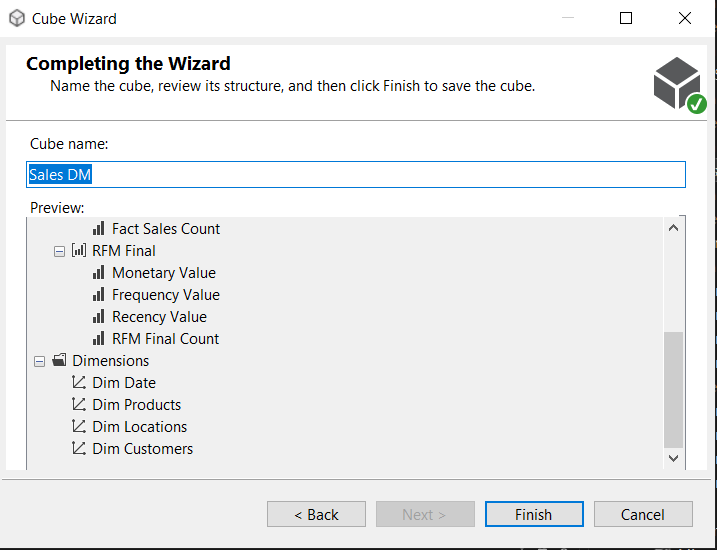 Cube Wizard
Completing the Wizard
Name the cube, review its structure, and then click Finish to save the cube.
Cube name:
Sales DM
Preview:
Fact Sales Count
RFM Final
Monetary Value
Frequency Value
Recency Value
RFM Final Count
Dimensions
Dim Date
Dim Products
Dim Locations
Dim Customers
< Back
Next >
Finish
Cancel